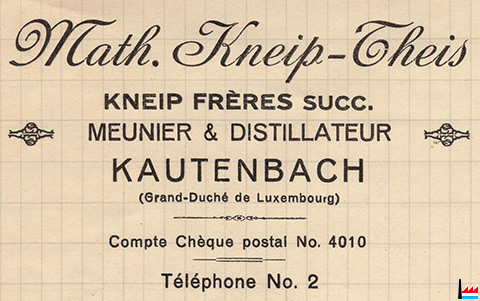 Math. Kneip-Theis
KNEIP FRÈRES SUCC.
MEUNIER & DISTILLATEUR
KAUTENBACH
(Grand-Duché de Luxembourg)
Compte Chèque postal No. 4010
Téléphone No. 2